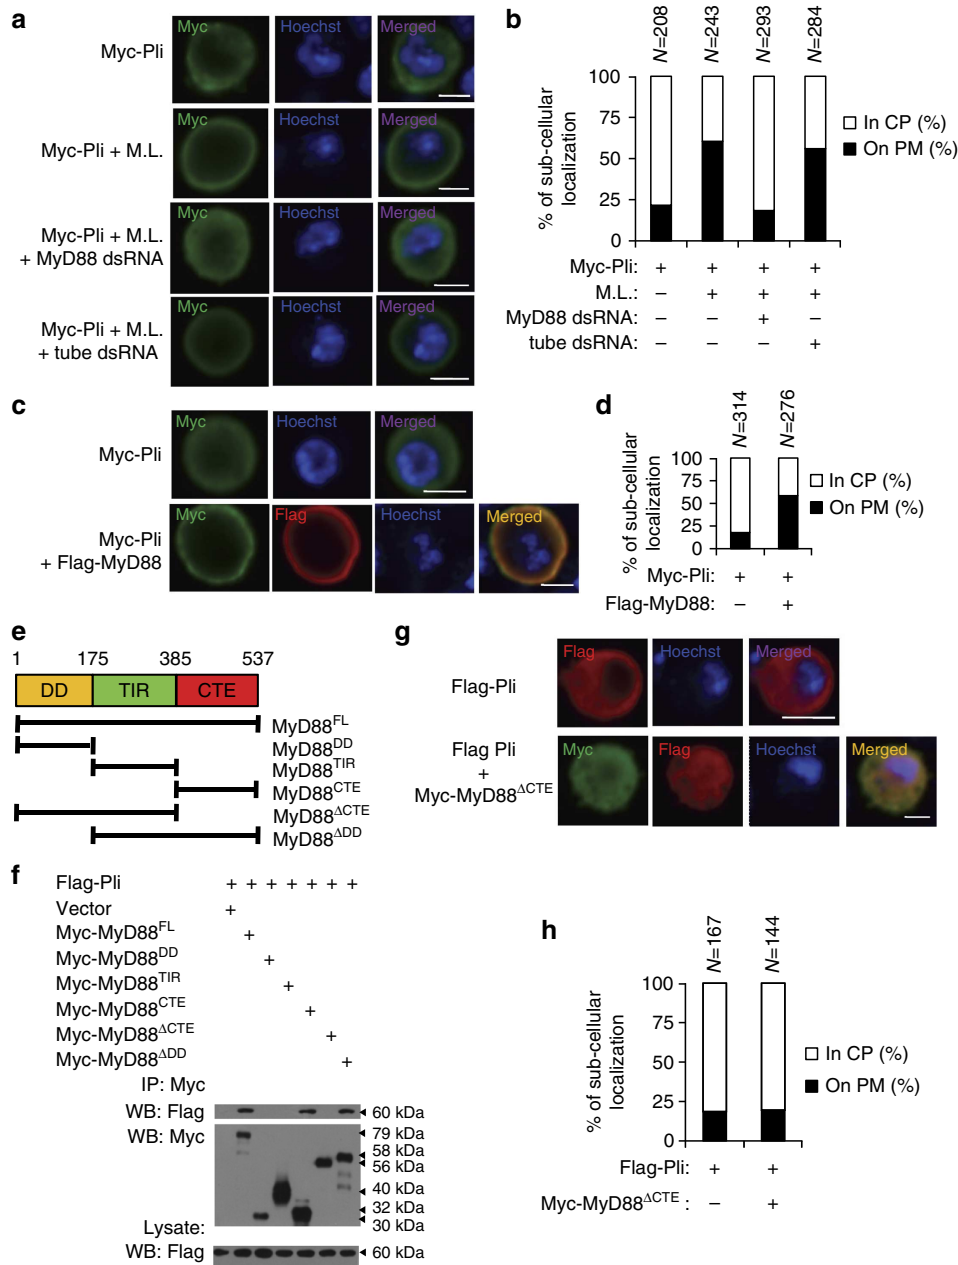 a
Myc-Pli
Myc Hoechst Merged
Myc-Pli + M.L.
Myc Hoechst Merged
Myc-Pli + M.L.
+ MyD88 dsRNA
Myc Hoechst Merged
Myc-Pli + M.L.
+ tube dsRNA
Myc Hoechst Merged
b
N=208 N=243 N=293 N=284
% of sub-cellular
localization
100
75
50
25
0
In CP (%)
On PM (%)
Myc-Pli: + + + +
M.L.: – + + +
MyD88 dsRNA: – – + –
tube dsRNA: – – – +
c
Myc-Pli
Myc Hoechst Merged
Myc-Pli
+ Flag-MyD88
Myc Flag Hoechst Merged
d
N=314 N=276
% of sub-cellular
localization
100
75
50
25
0
In CP (%)
On PM (%)
Myc-Pli: + +
Flag-MyD88: – +
e
1 175 385 537
DD TIR CTE
MyD88FL
MyD88DD
MyD88TIR
MyD88CTE
MyD88ΔCTE
MyD88ΔDD
f
Flag-Pli + + + + + + +
Vector +
Myc-MyD88FL +
Myc-MyD88DD +
Myc-MyD88TIR +
Myc-MyD88CTE +
Myc-MyD88ΔCTE +
Myc-MyD88ΔDD +
IP: Myc
WB: Flag 60 kDa
WB: Myc 79 kDa
58 kDa
56 kDa
40 kDa
32 kDa
30 kDa
Lysate:
WB: Flag 60 kDa
g
Flag-Pli
Flag Hoechst Merged
Flag Pli
+
Myc-MyD88ΔCTE
Myc Flag Hoechst Merged
h
N=167 N=144
% of sub-cellular
localization
100
75
50
25
0
In CP (%)
On PM (%)
Flag-Pli: + +
Myc-MyD88ΔCTE : – +